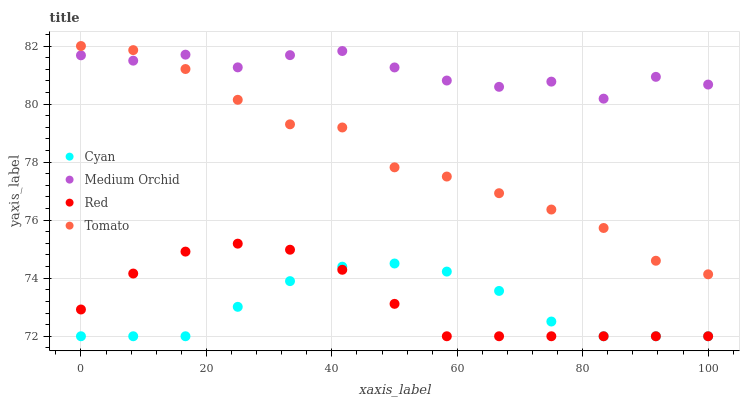 title
82
80
78
76
74
72
yaxis_label
Cyan
Medium Orchid
Red
Tomato
0
20
40
60
80
100
xaxis_label